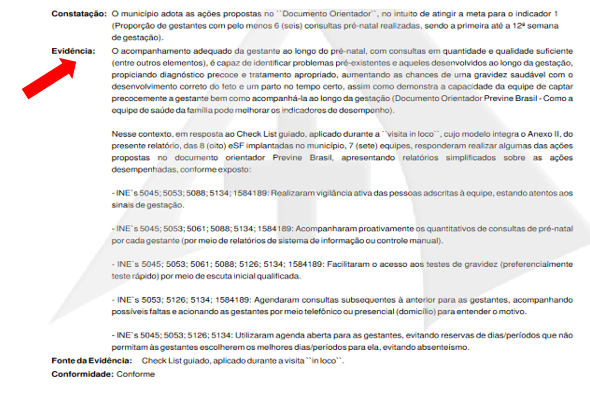 Constatação: O município adota as ações propostas no ``Documento Orientador``, no intuito de atingir a meta para o indicador 1
(Proporção de gestantes com pelo menos 6 (seis) consultas pré-natal realizadas, sendo a primeira até a 12ª semana
de gestação).
Evidência: O acompanhamento adequado da gestante ao longo do pré-natal, com consultas em quantidade e qualidade suficiente
(entre outros elementos), é capaz de identificar problemas pré-existentes e aqueles desenvolvidos ao longo da gestação,
propiciando diagnóstico precoce e tratamento apropriado, aumentando as chances de uma gravidez saudável com o
desenvolvimento correto do feto e um parto no tempo certo, assim como demonstra a capacidade da equipe de captar
precocemente a gestante bem como acompanhá-la ao longo da gestação (Documento Orientador Previne Brasil - Como a
equipe de saúde da família pode melhorar os indicadores de desempenho).
Nesse contexto, em resposta ao Check List guiado, aplicado durante a ``visita in loco``, cujo modelo integra o Anexo II, do
presente relatório, das 8 (oito) eSF implantadas no município, 7 (sete) equipes, responderam realizar algumas das ações
propostas no documento orientador Previne Brasil, apresentando relatórios simplificados sobre as ações
desempenhadas, conforme exposto:
- INE`s 5045; 5053; 5088; 5134; 1584189: Realizaram vigilância ativa das pessoas adscritas à equipe, estando atentos aos
sinais de gestação.
- INE`s 5045; 5053; 5061; 5088; 5134; 1584189: Acompanharam proativamente os quantitativos de consultas de pré-natal
por cada gestante (por meio de relatórios de sistema de informação ou controle manual).
- INE`s 5045; 5053; 5061; 5088; 5126; 5134; 1584189: Facilitaram o acesso aos testes de gravidez (preferencialmente
teste rápido) por meio de escuta inicial qualificada.
- INE`s 5053; 5126; 5134; 1584189: Agendaram consultas subsequentes à anterior para as gestantes, acompanhando
possíveis faltas e acionando as gestantes por meio telefônico ou presencial (domicílio) para entender o motivo.
- INE`s 5045; 5053; 5126; 5134: Utilizaram agenda aberta para as gestantes, evitando reservas de dias/períodos que não
permitam às gestantes escolherem os melhores dias/períodos para ela, evitando absenteísmo.
Fonte da Evidência: Check List guiado, aplicado durante a visita ``in loco``.
Conformidade: Conforme